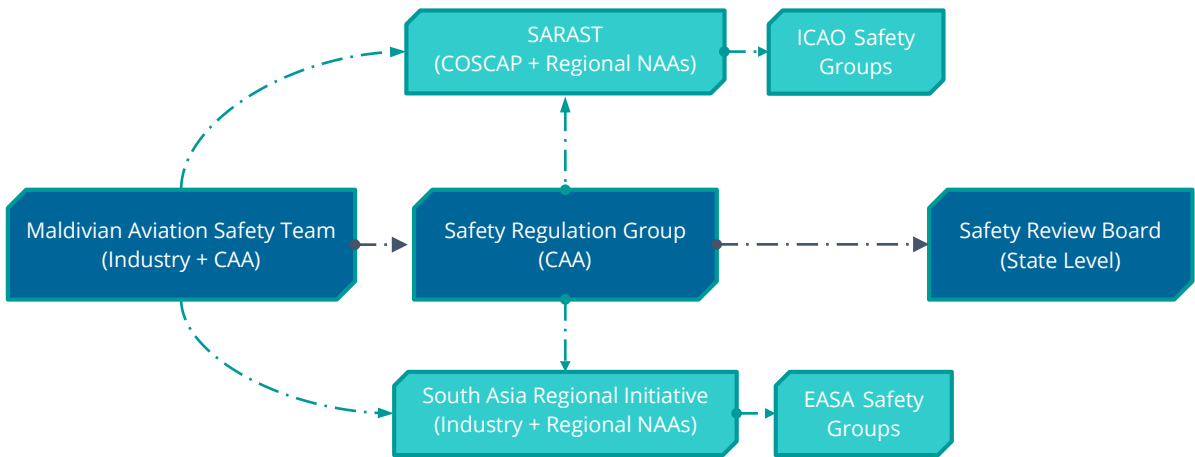 SARAST
(COSCAP + Regional NAAs)
ICAO Safety
Groups
Maldivian Aviation Safety Team
(Industry + CAA)
Safety Regulation Group
(CAA)
Safety Review Board
(State Level)
South Asia Regional Initiative
(Industry + Regional NAAs)
EASA Safety
Groups